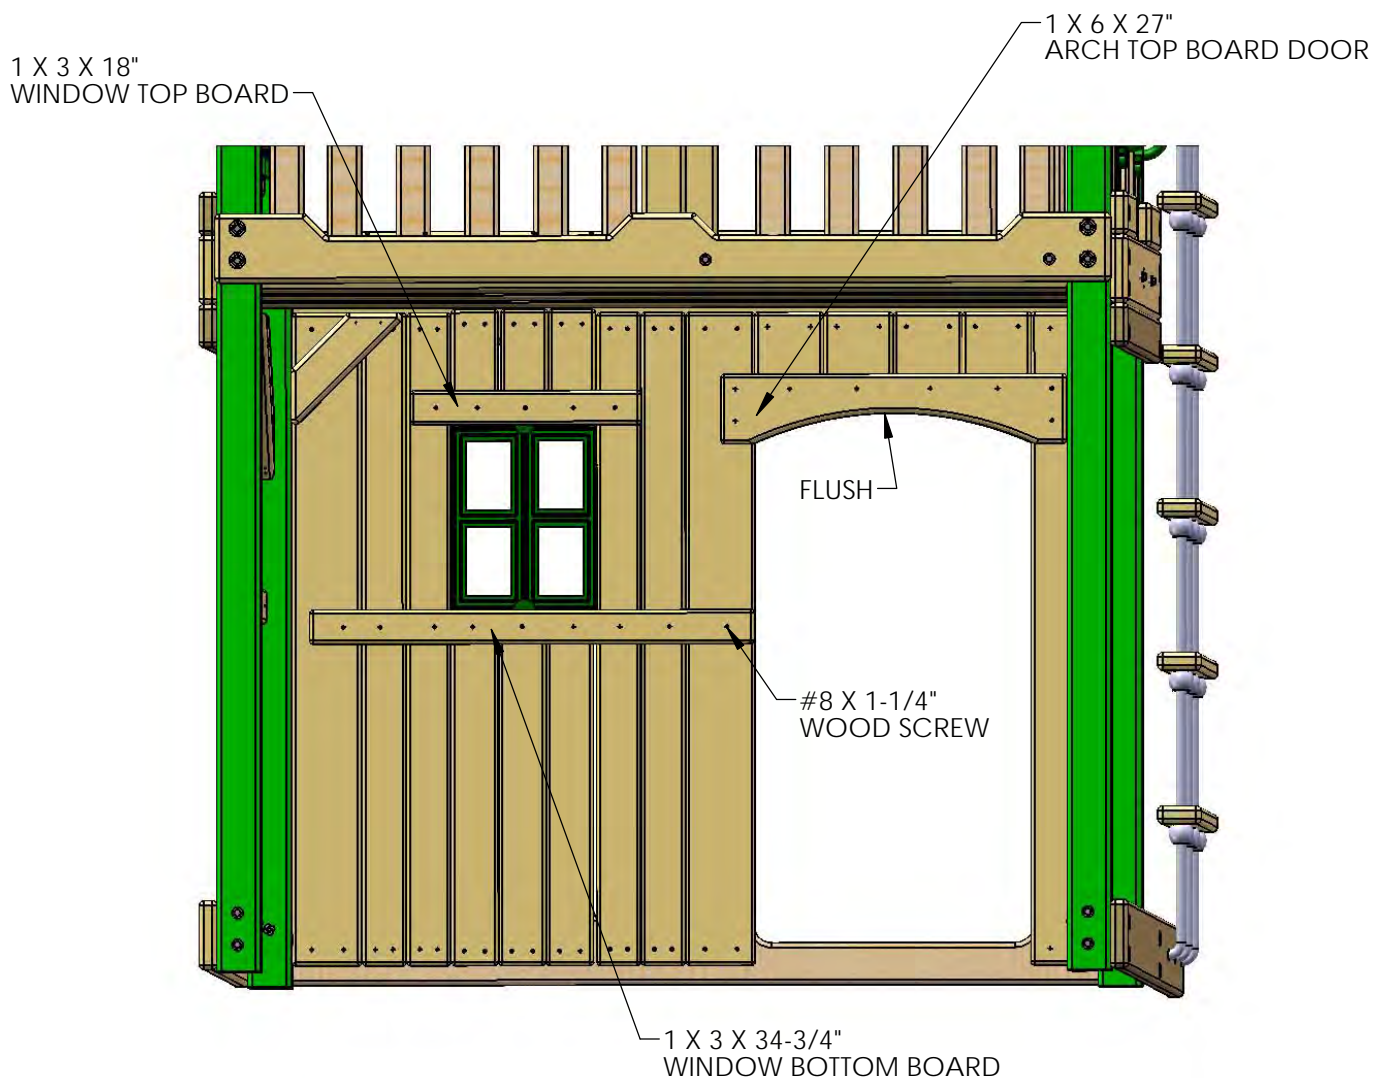 1 X 6 X 27"
ARCH TOP BOARD DOOR
1 X 3 X 18"
WINDOW TOP BOARD
FLUSH
#8 X 1-1/4"
WOOD SCREW
1 X 3 X 34-3/4"
WINDOW BOTTOM BOARD